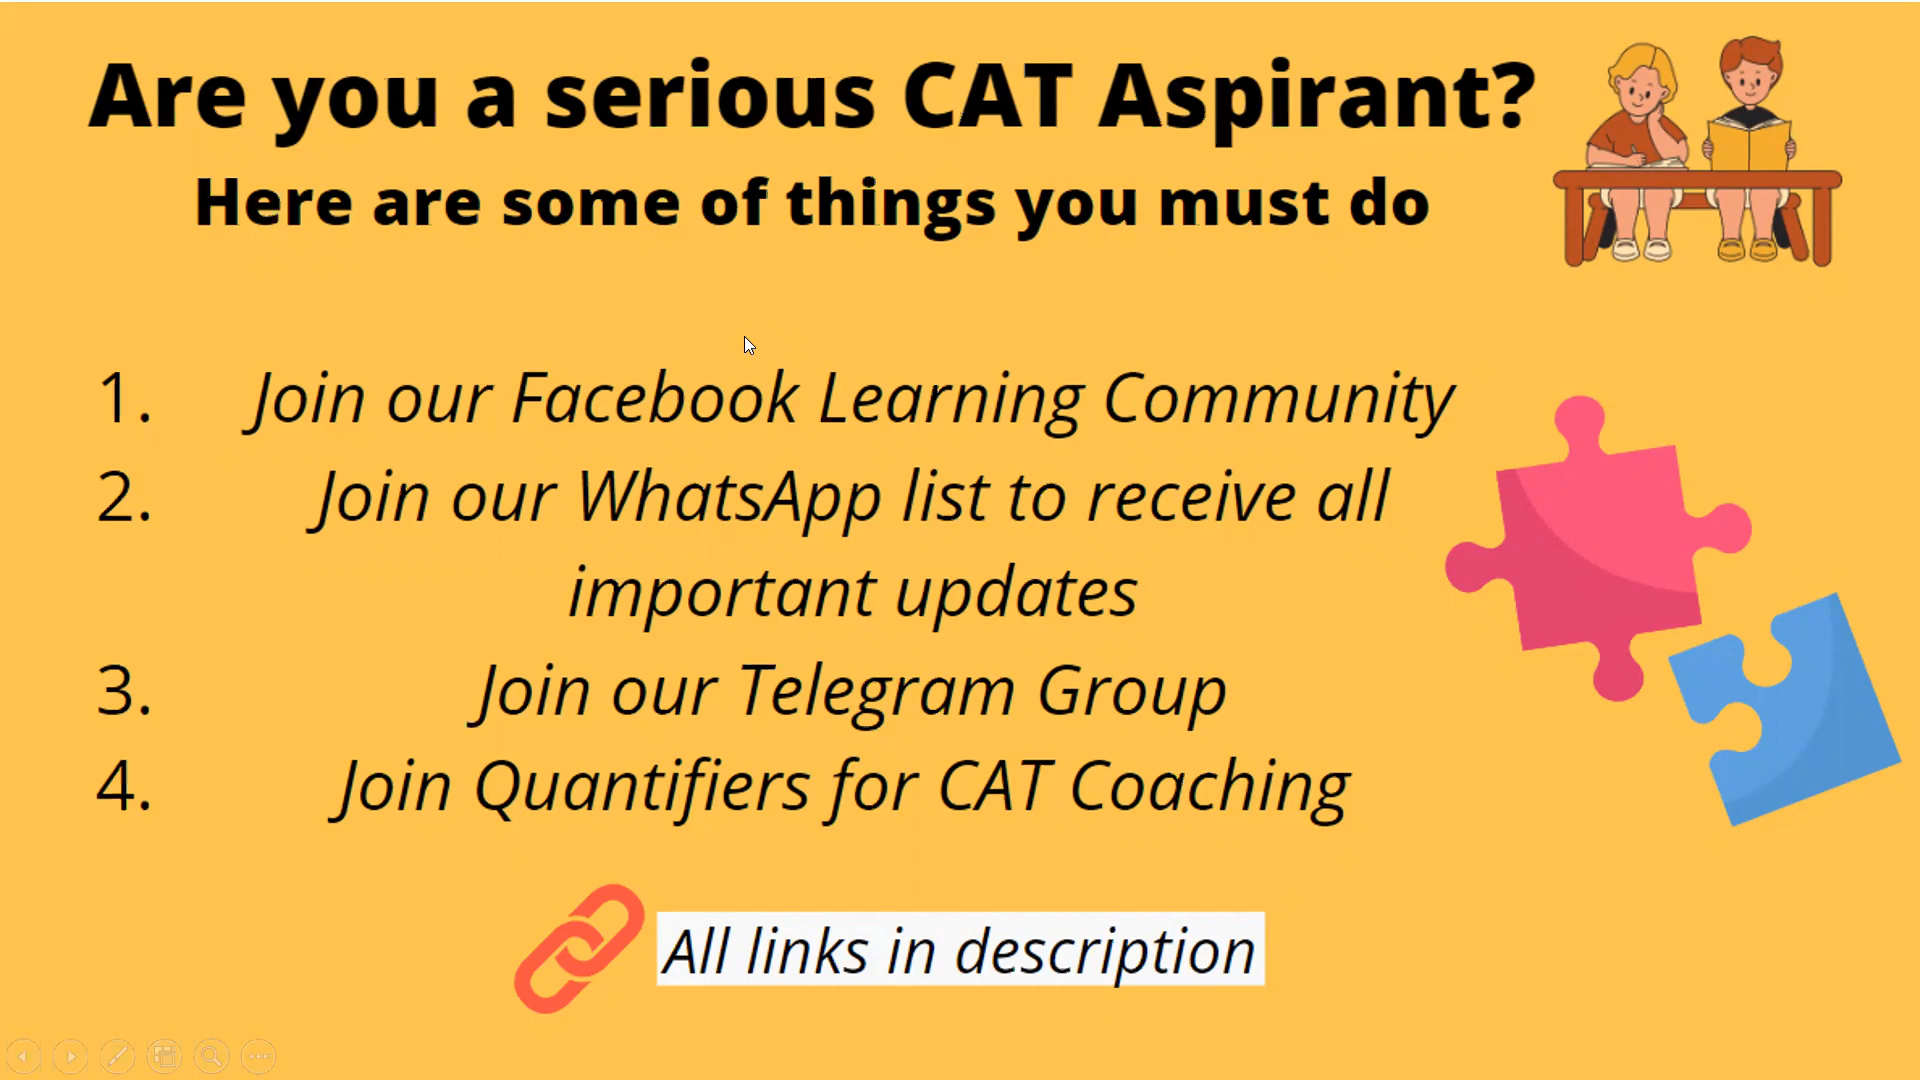 Are you a serious CAT Aspirant?
Here are some of things you must do
1. Join our Facebook Learning Community
2. Join our WhatsApp list to receive all
important updates
3. Join our Telegram Group
4. Join Quantifiers for CAT Coaching
All links in description